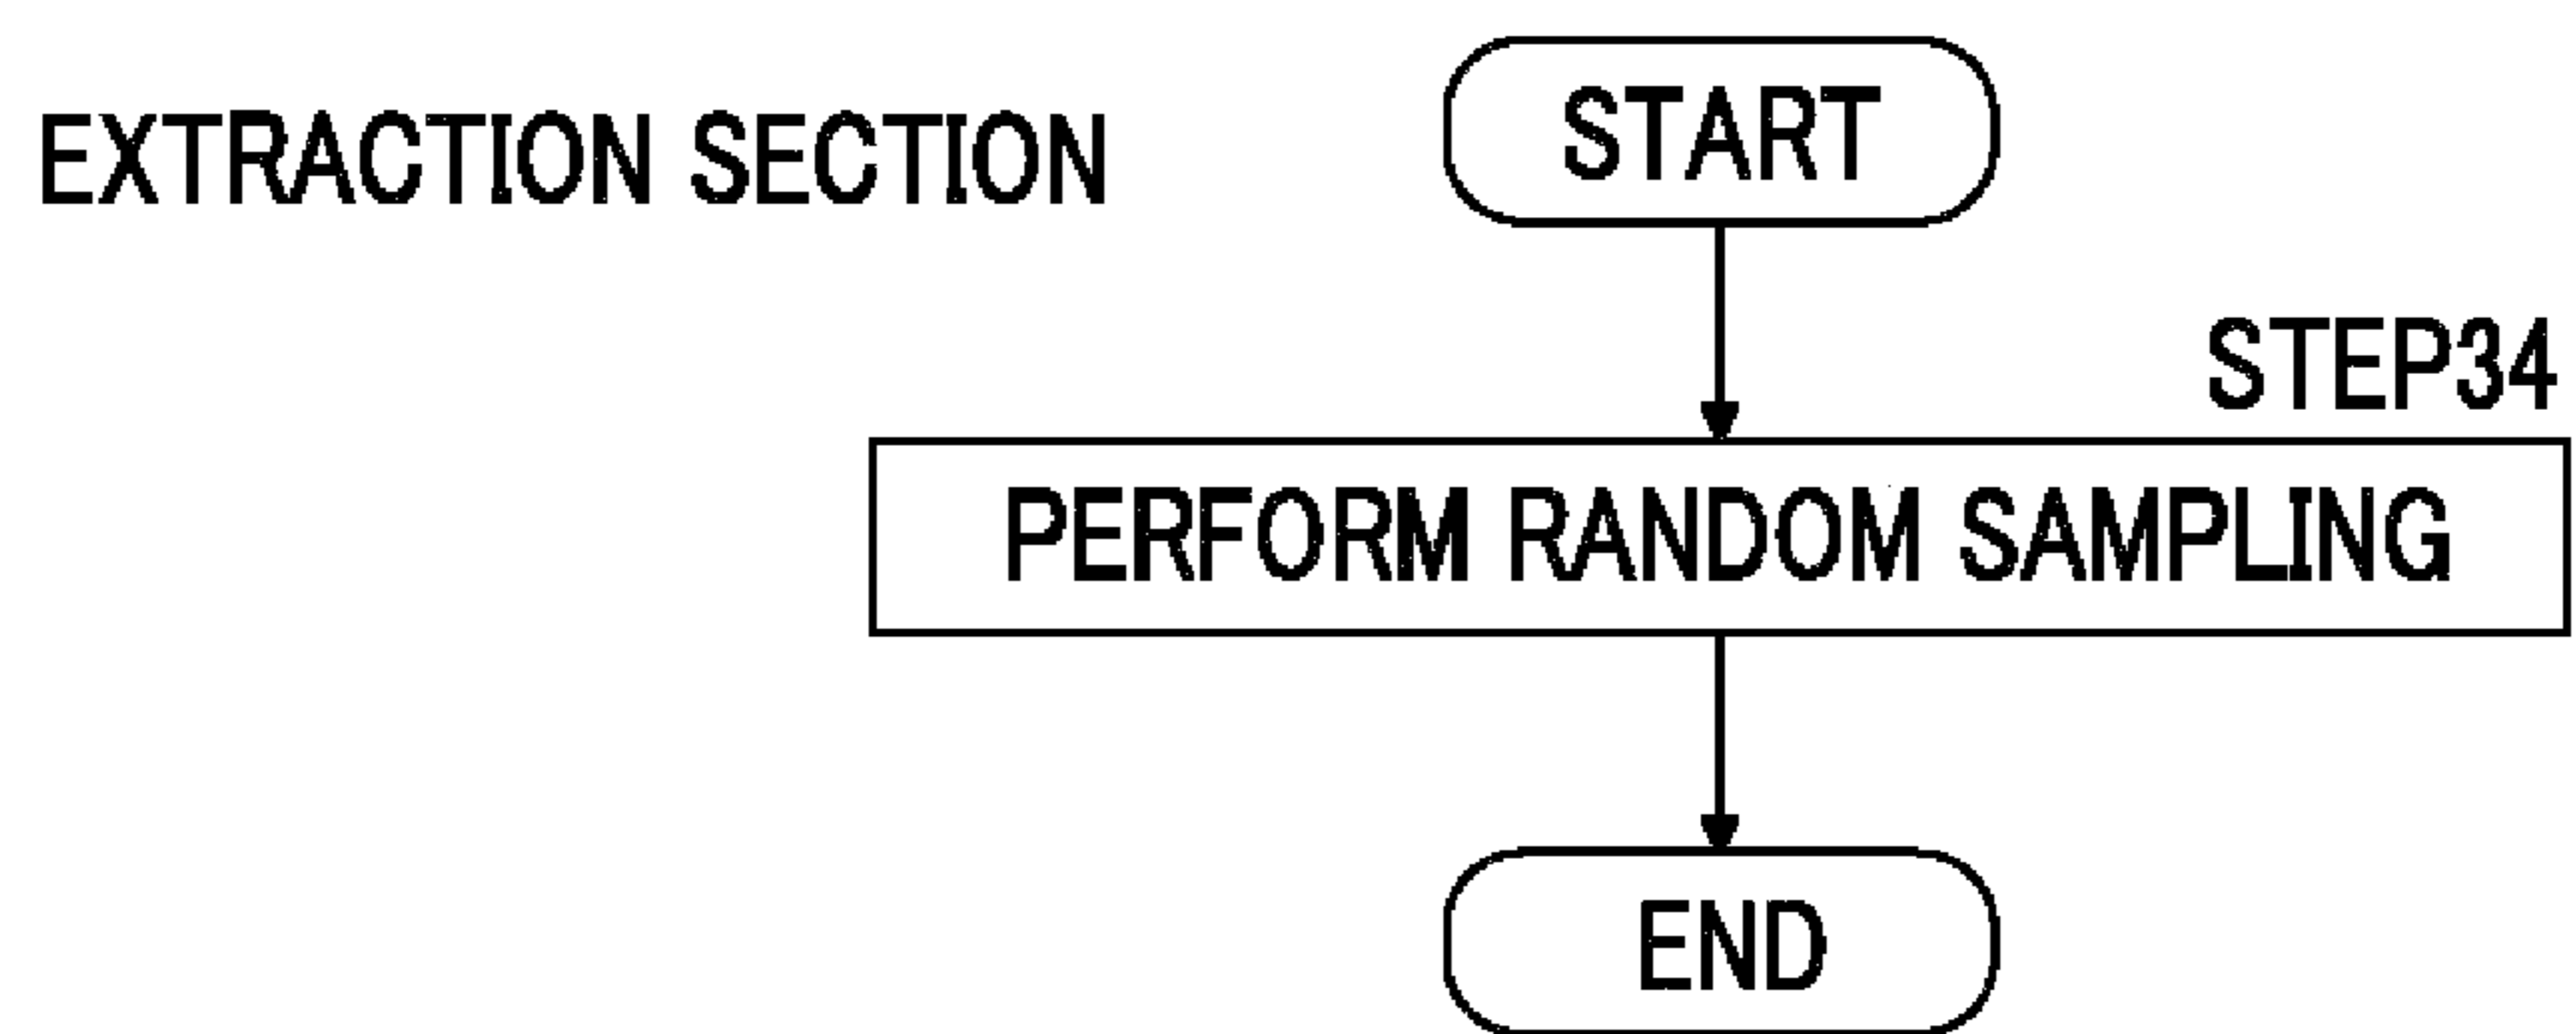 EXTRACTION SECTION
START
STEP34
PERFORM RANDOM SAMPLING
END